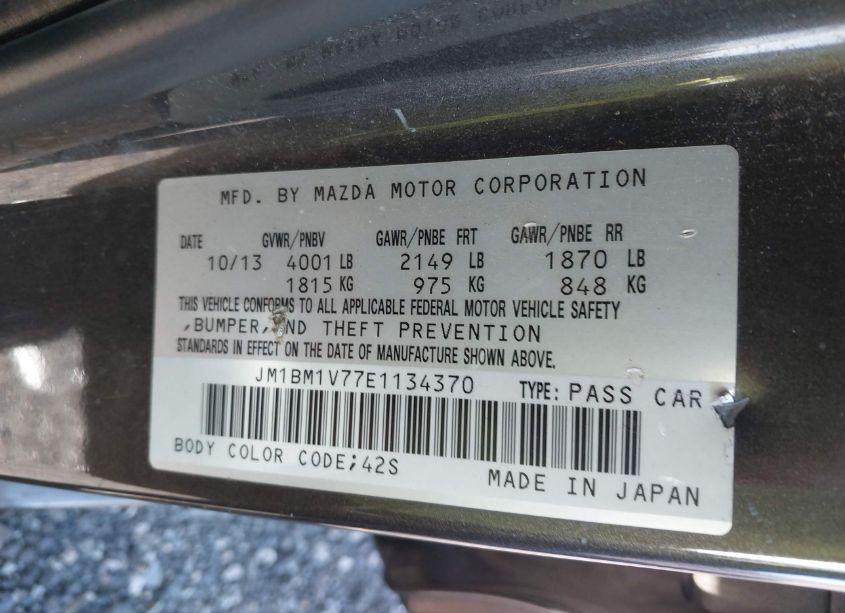 MFD. BY MAZDA MOTOR CORPORATION
DATE GVWR/PNBV GAWR/PNBE FRT GAWR/PNBE RR
10/13 4001 LB 2149 LB 1870 LB
1815 KG 975 KG 848 KG
THIS VEHICLE CONFORMS TO ALL APPLICABLE FEDERAL MOTOR VEHICLE SAFETY
,BUMPER,AND THEFT PREVENTION
STANDARDS IN EFFECT ON THE DATE OF MANUFACTURE SHOWN ABOVE.
JM1BM1V77E1134370 TYPE: PASS CAR
BODY COLOR CODE;42S
MADE IN JAPAN